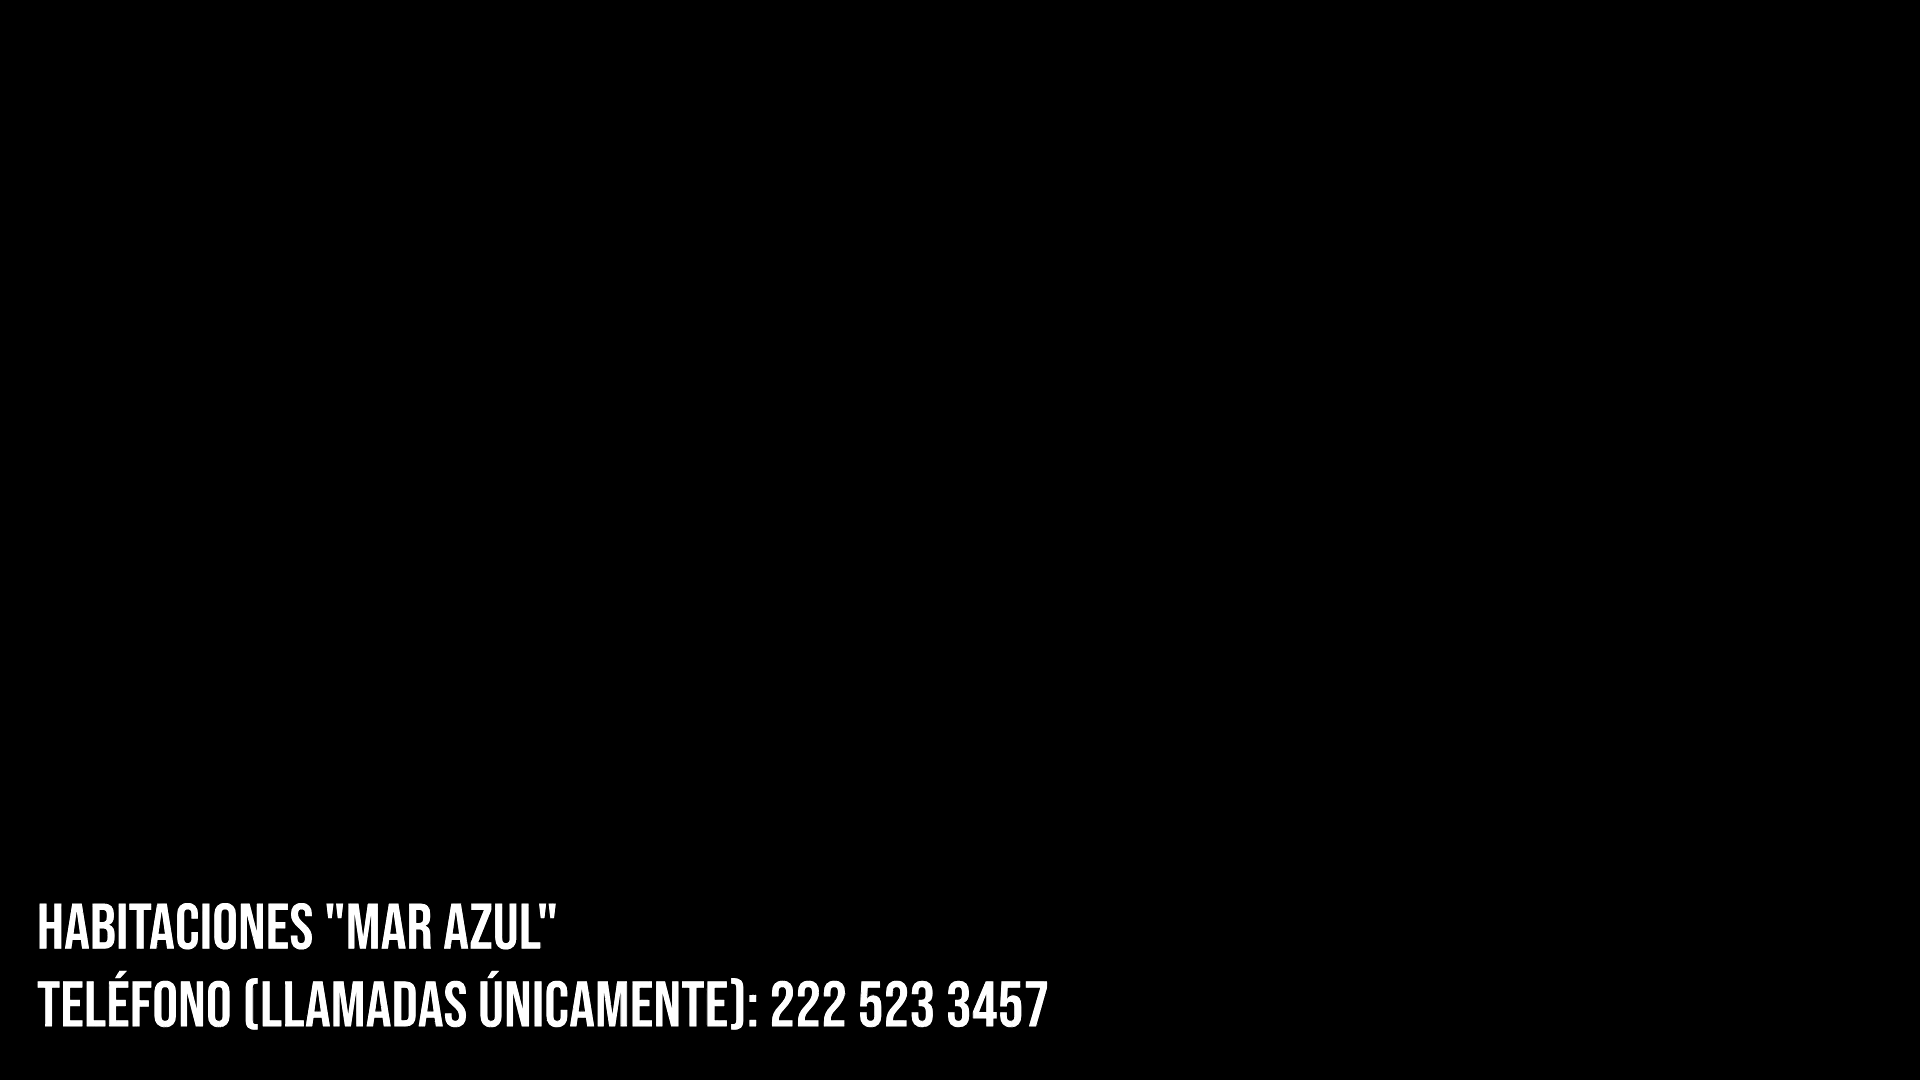 HABITACIONES "MAR AZUL"
TELÉFONO (LLAMADAS ÚNICAMENTE): 222 523 3457